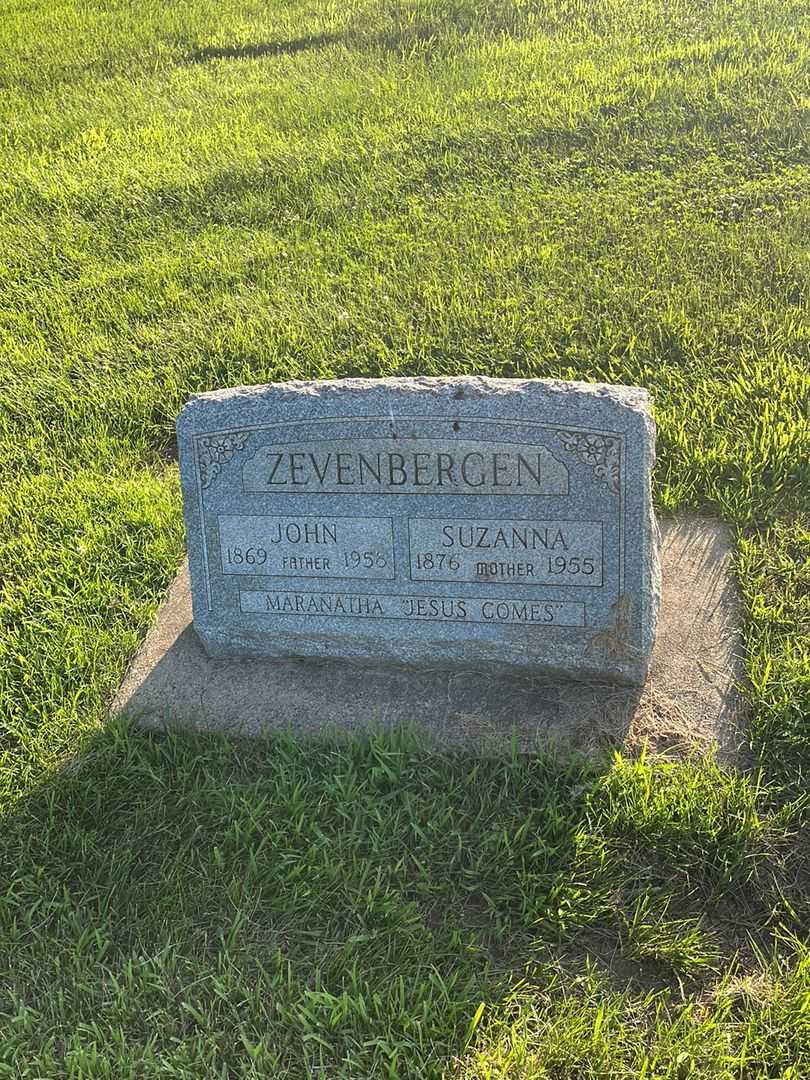 ZEVENBERGEN
JOHN
1869 FATHER 1958
SUZANNA
1876 MOTHER 1955
MARANATHA "JESUS COMES"